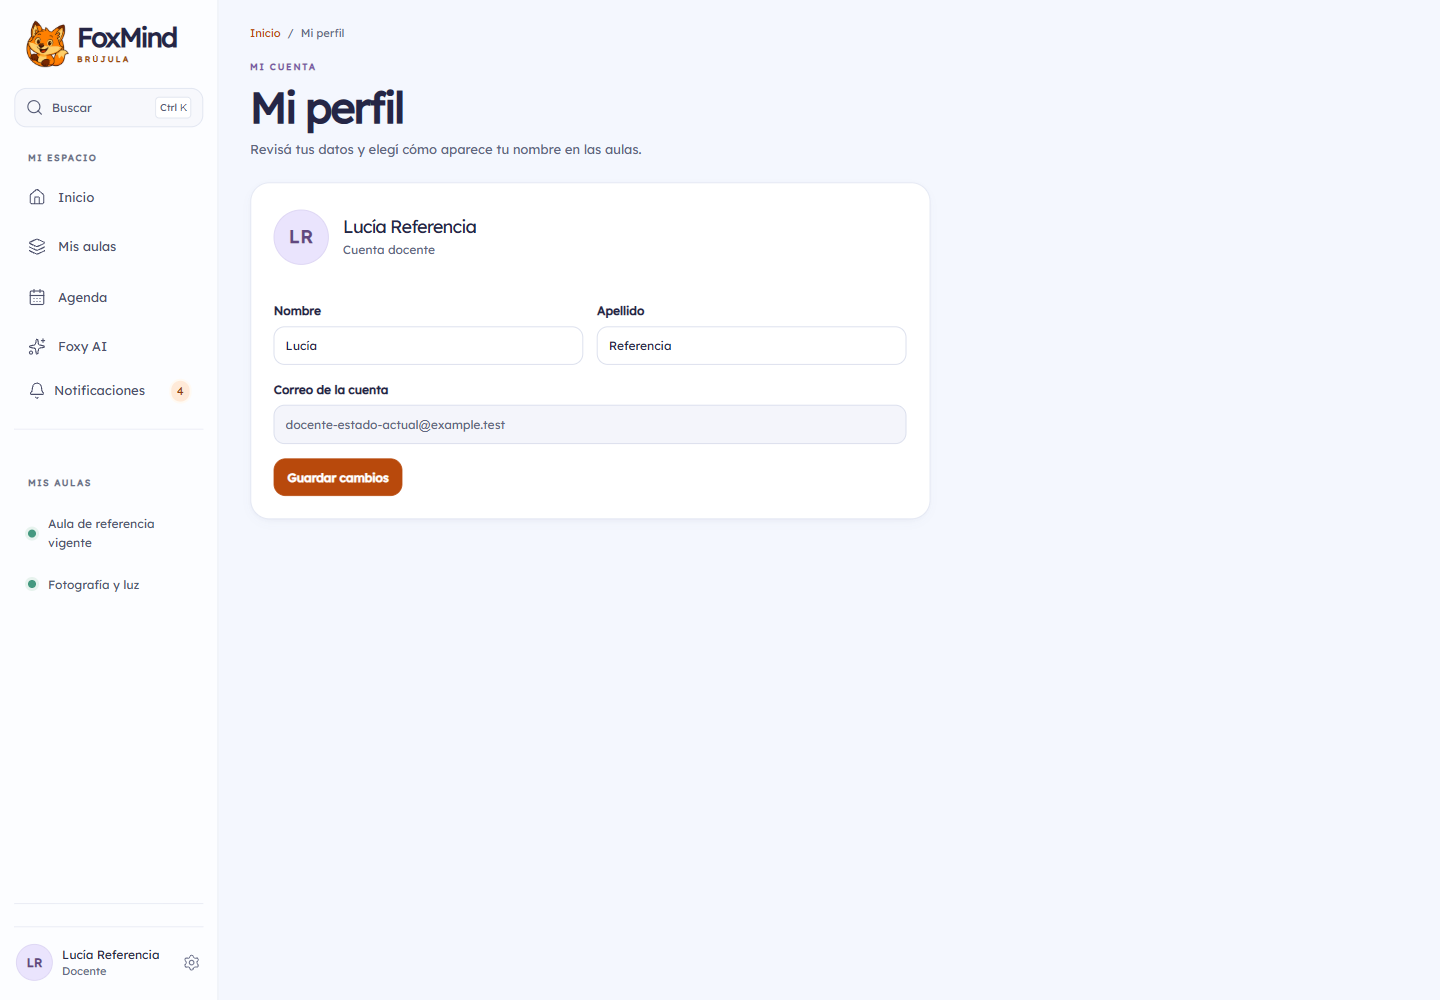 FoxMind
BRÚJULA
Buscar
Ctrl K
MI ESPACIO
Inicio
Mis aulas
Agenda
Foxy AI
Notificaciones
4
MIS AULAS
Aula de referencia
vigente
Fotografía y luz
LR
Lucía Referencia
Docente
Inicio / Mi perfil
MI CUENTA
Mi perfil
Revisá tus datos y elegí cómo aparece tu nombre en las aulas.
LR
Lucía Referencia
Cuenta docente
Nombre
Lucía
Apellido
Referencia
Correo de la cuenta
docente-estado-actual@example.test
Guardar cambios